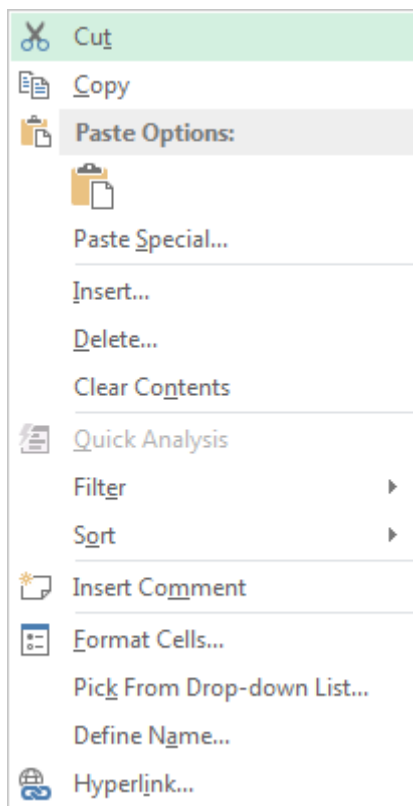 Cut
Copy
Paste Options:
Paste Special...
Insert...
Delete...
Clear Contents
Quick Analysis
Filter
Sort
Insert Comment
Format Cells...
Pick From Drop-down List...
Define Name...
Hyperlink...